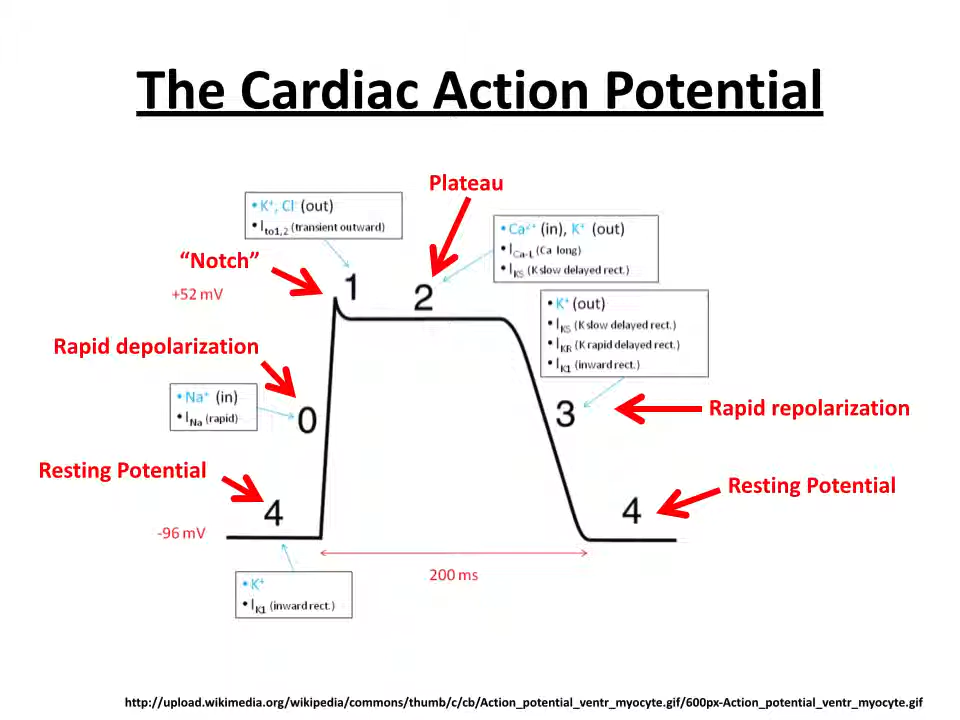 The Cardiac Action Potential
Plateau
• K⁺, Cl⁻ (out)
• Ito1,2 (transient outward)
• Ca²⁺ (in), K⁺ (out)
• ICa-L (Ca long)
• IKS (K slow delayed rect.)
“Notch”
+52 mV
1
2
• K⁺ (out)
• IKS (K slow delayed rect.)
• IKR (K rapid delayed rect.)
• IK1 (inward rect.)
Rapid depolarization
• Na⁺ (in)
• INa (rapid)
0
3
Rapid repolarization
Resting Potential
4
4
Resting Potential
-96 mV
200 ms
• K⁺
• IK1 (inward rect.)
http://upload.wikimedia.org/wikipedia/commons/thumb/c/cb/Action_potential_ventr_myocyte.gif/600px-Action_potential_ventr_myocyte.gif